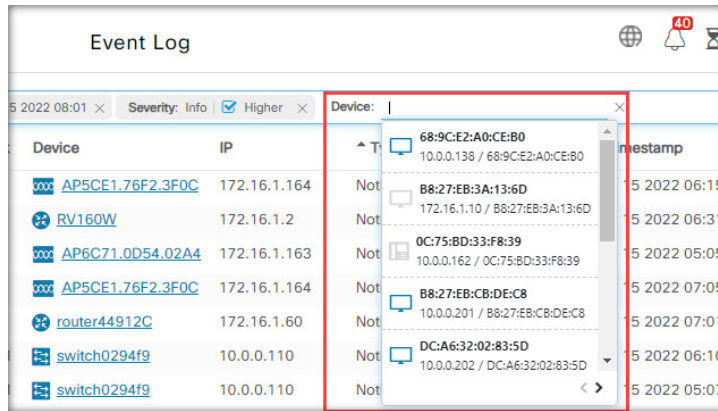 Event Log
40
5 2022 08:01 × Severity: Info | Higher × Device: ×
Device IP mestamp
AP5CE1.76F2.3F0C 172.16.1.164 Not 15 2022 06:15
RV160W 172.16.1.2 Not 15 2022 06:31
AP6C71.0D54.02A4 172.16.1.163 Not 15 2022 05:05
AP5CE1.76F2.3F0C 172.16.1.164 Not 15 2022 07:05
router44912C 172.16.1.60 Not 15 2022 07:01
switch0294f9 10.0.0.110 Not 15 2022 06:10
switch0294f9 10.0.0.110 Not 15 2022 05:07
68:9C:E2:A0:CE:B0
10.0.0.138 / 68:9C:E2:A0:CE:B0
B8:27:EB:3A:13:6D
172.16.1.10 / B8:27:EB:3A:13:6D
0C:75:BD:33:F8:39
10.0.0.162 / 0C:75:BD:33:F8:39
B8:27:EB:CB:DE:C8
10.0.0.201 / B8:27:EB:CB:DE:C8
DC:A6:32:02:83:5D
10.0.0.202 / DC:A6:32:02:83:5D